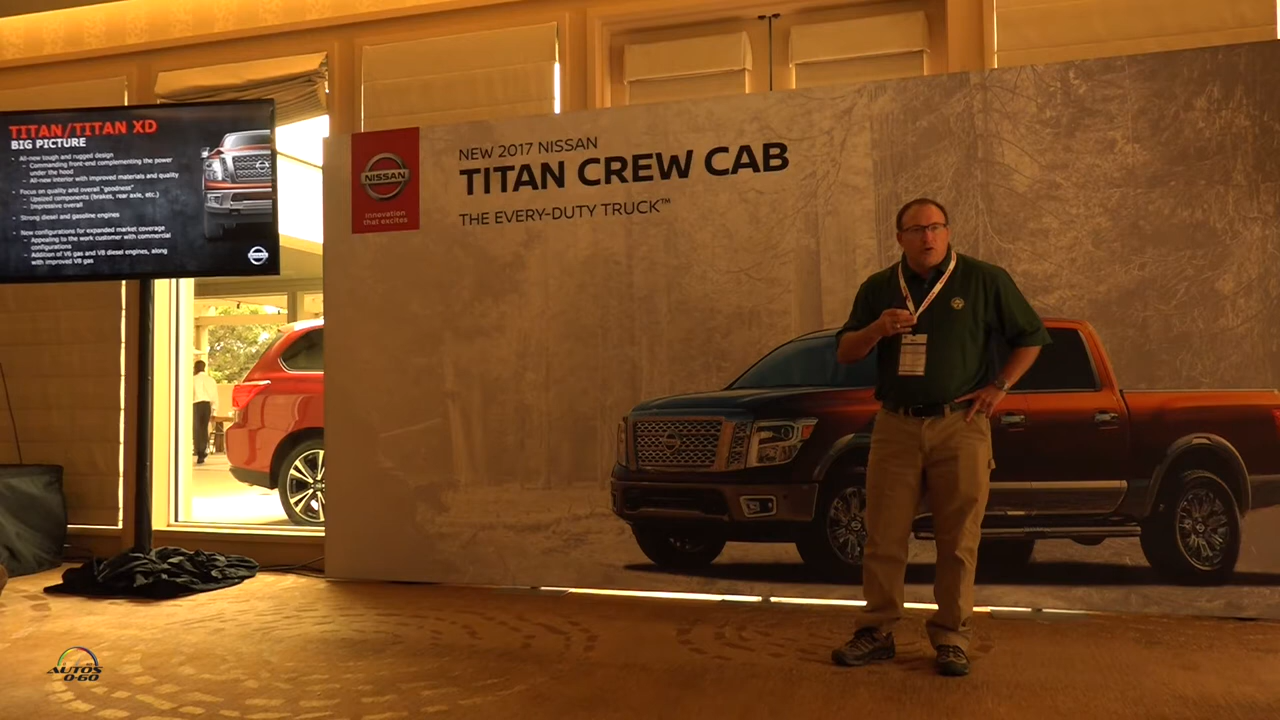 TITAN/TITAN XD
BIG PICTURE
- All-new tough and rugged design
– Commanding front-end complementing the power
under the hood
– All-new interior with improved materials and quality
- Focus on quality and overall "goodness"
– Upsized components (brakes, rear axle, etc.)
– Impressive overall
- Strong diesel and gasoline engines
- New configurations for expanded market coverage
– Appealing to the work customer with commercial
configurations
– Addition of V6 gas and V8 diesel engines, along
with improved V8 gas
NISSAN
Innovation
that excites
NEW 2017 NISSAN
TITAN CREW CAB
THE EVERY-DUTY TRUCK™
AUTOS
0-60